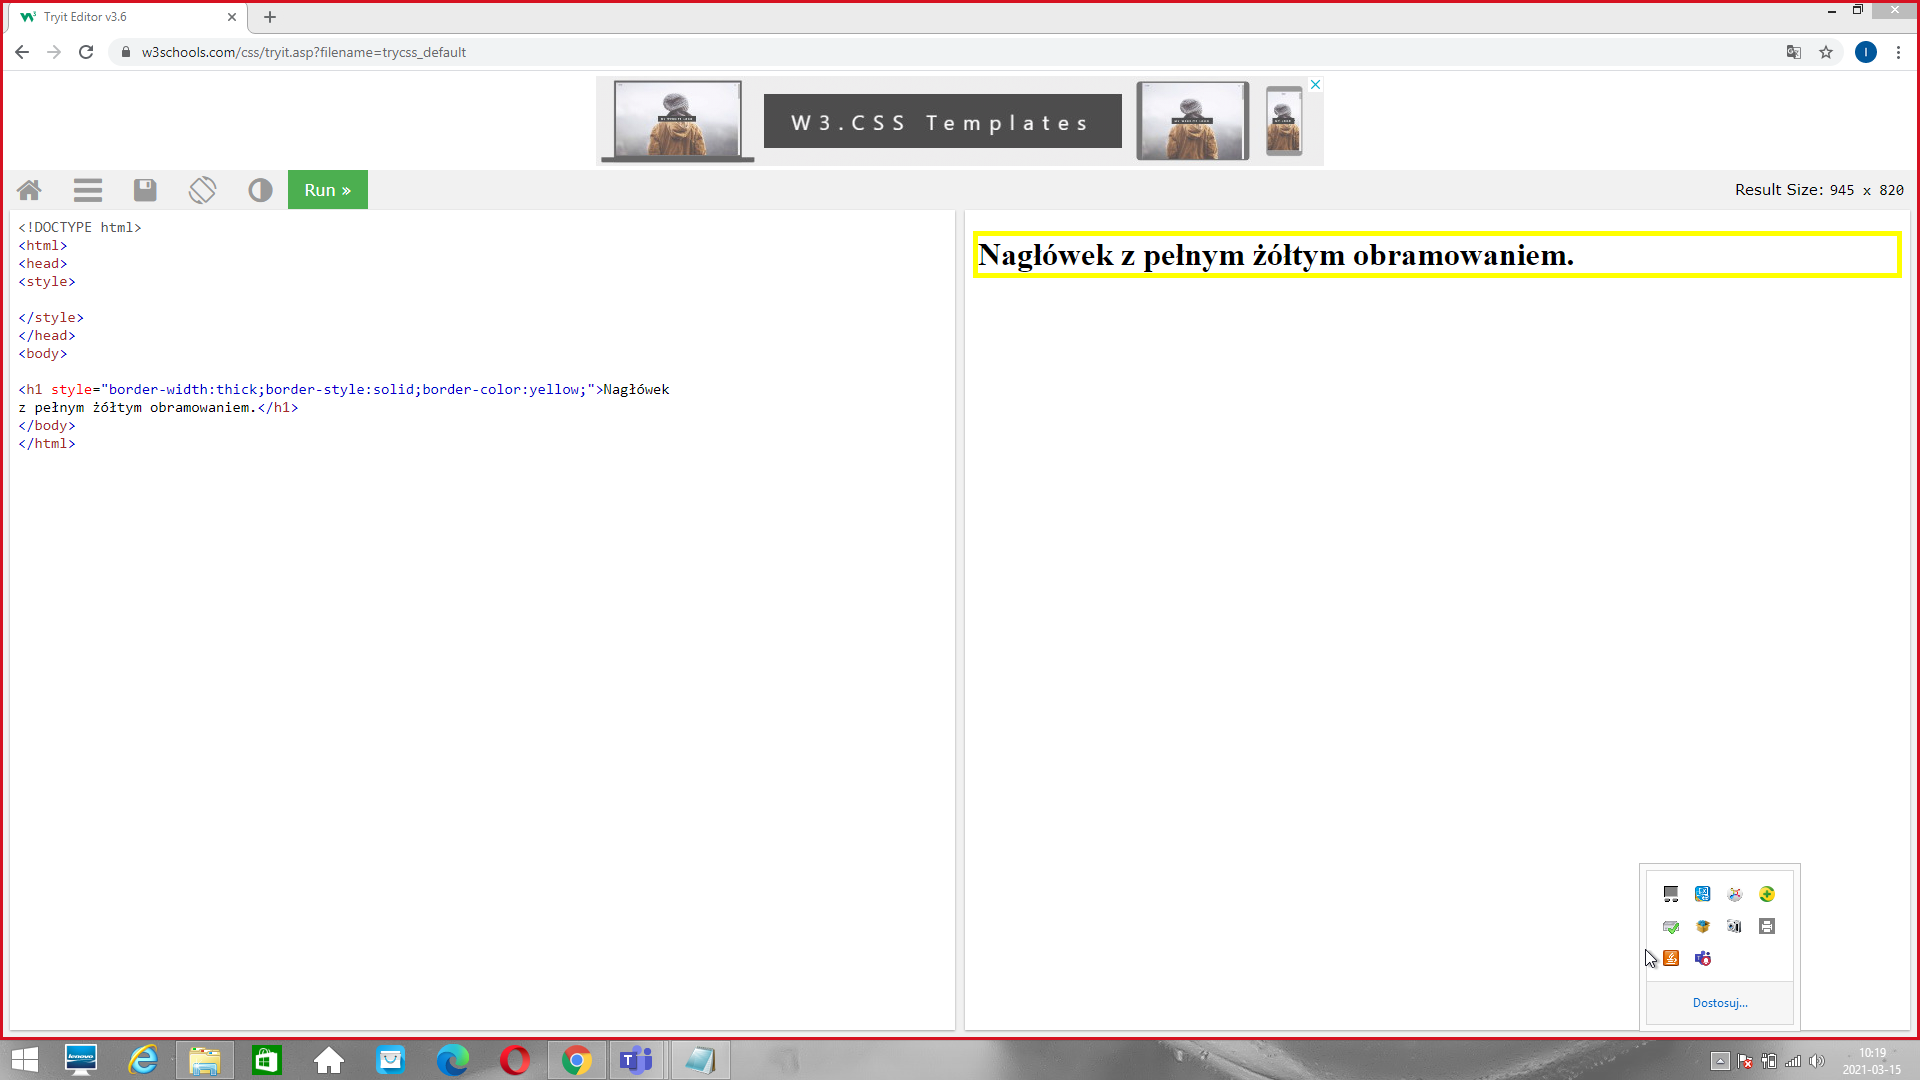 Tryit Editor v3.6
w3schools.com/css/tryit.asp?filename=trycss_default
W3.CSS Templates
Run »
Result Size: 945 x 820
<!DOCTYPE html>
<html>
<head>
<style>
</style>
</head>
<body>
<h1 style="border-width:thick;border-style:solid;border-color:yellow;">Nagłówek
z pełnym żółtym obramowaniem.</h1>
</body>
</html>
Nagłówek z pełnym żółtym obramowaniem.
Dostosuj...
lenovo
10:19
2021-03-15